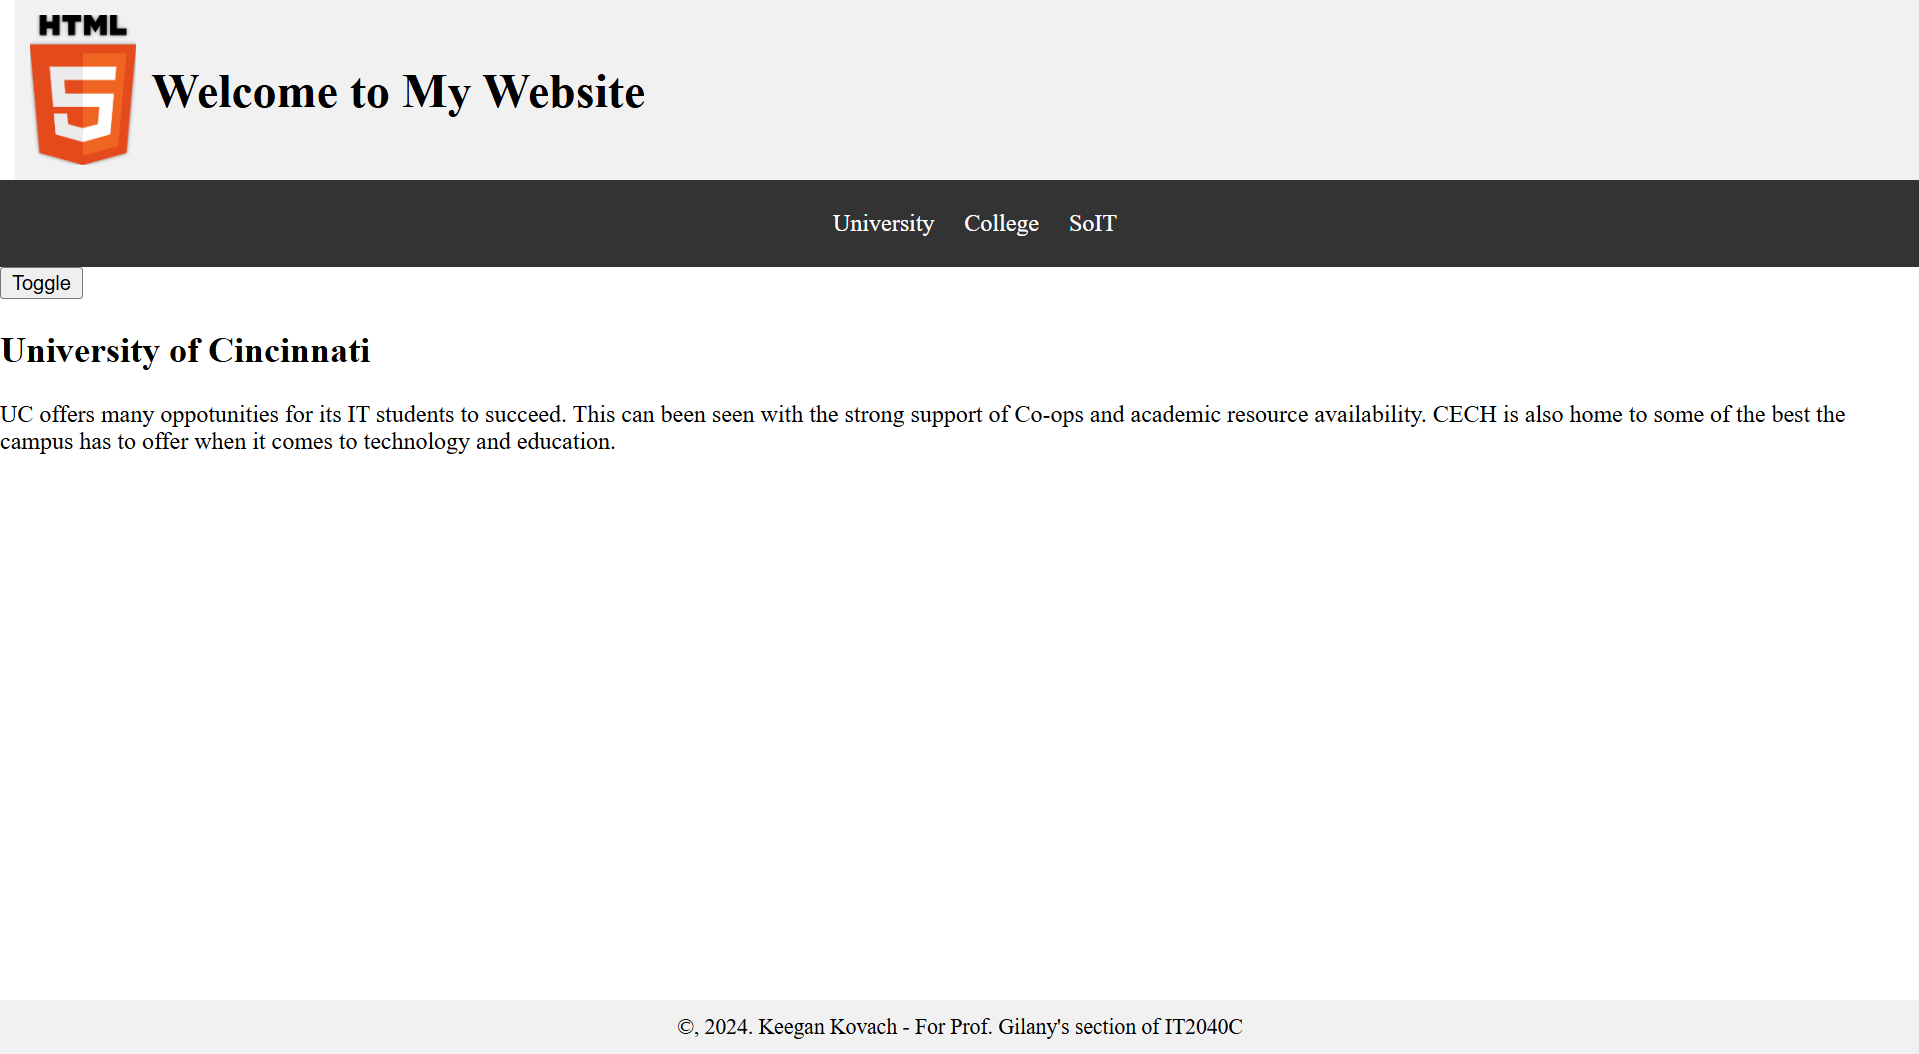 HTML
5
Welcome to My Website
University College SoIT
Toggle
University of Cincinnati
UC offers many oppotunities for its IT students to succeed. This can been seen with the strong support of Co-ops and academic resource availability. CECH is also home to some of the best the
campus has to offer when it comes to technology and education.
©, 2024. Keegan Kovach - For Prof. Gilany's section of IT2040C